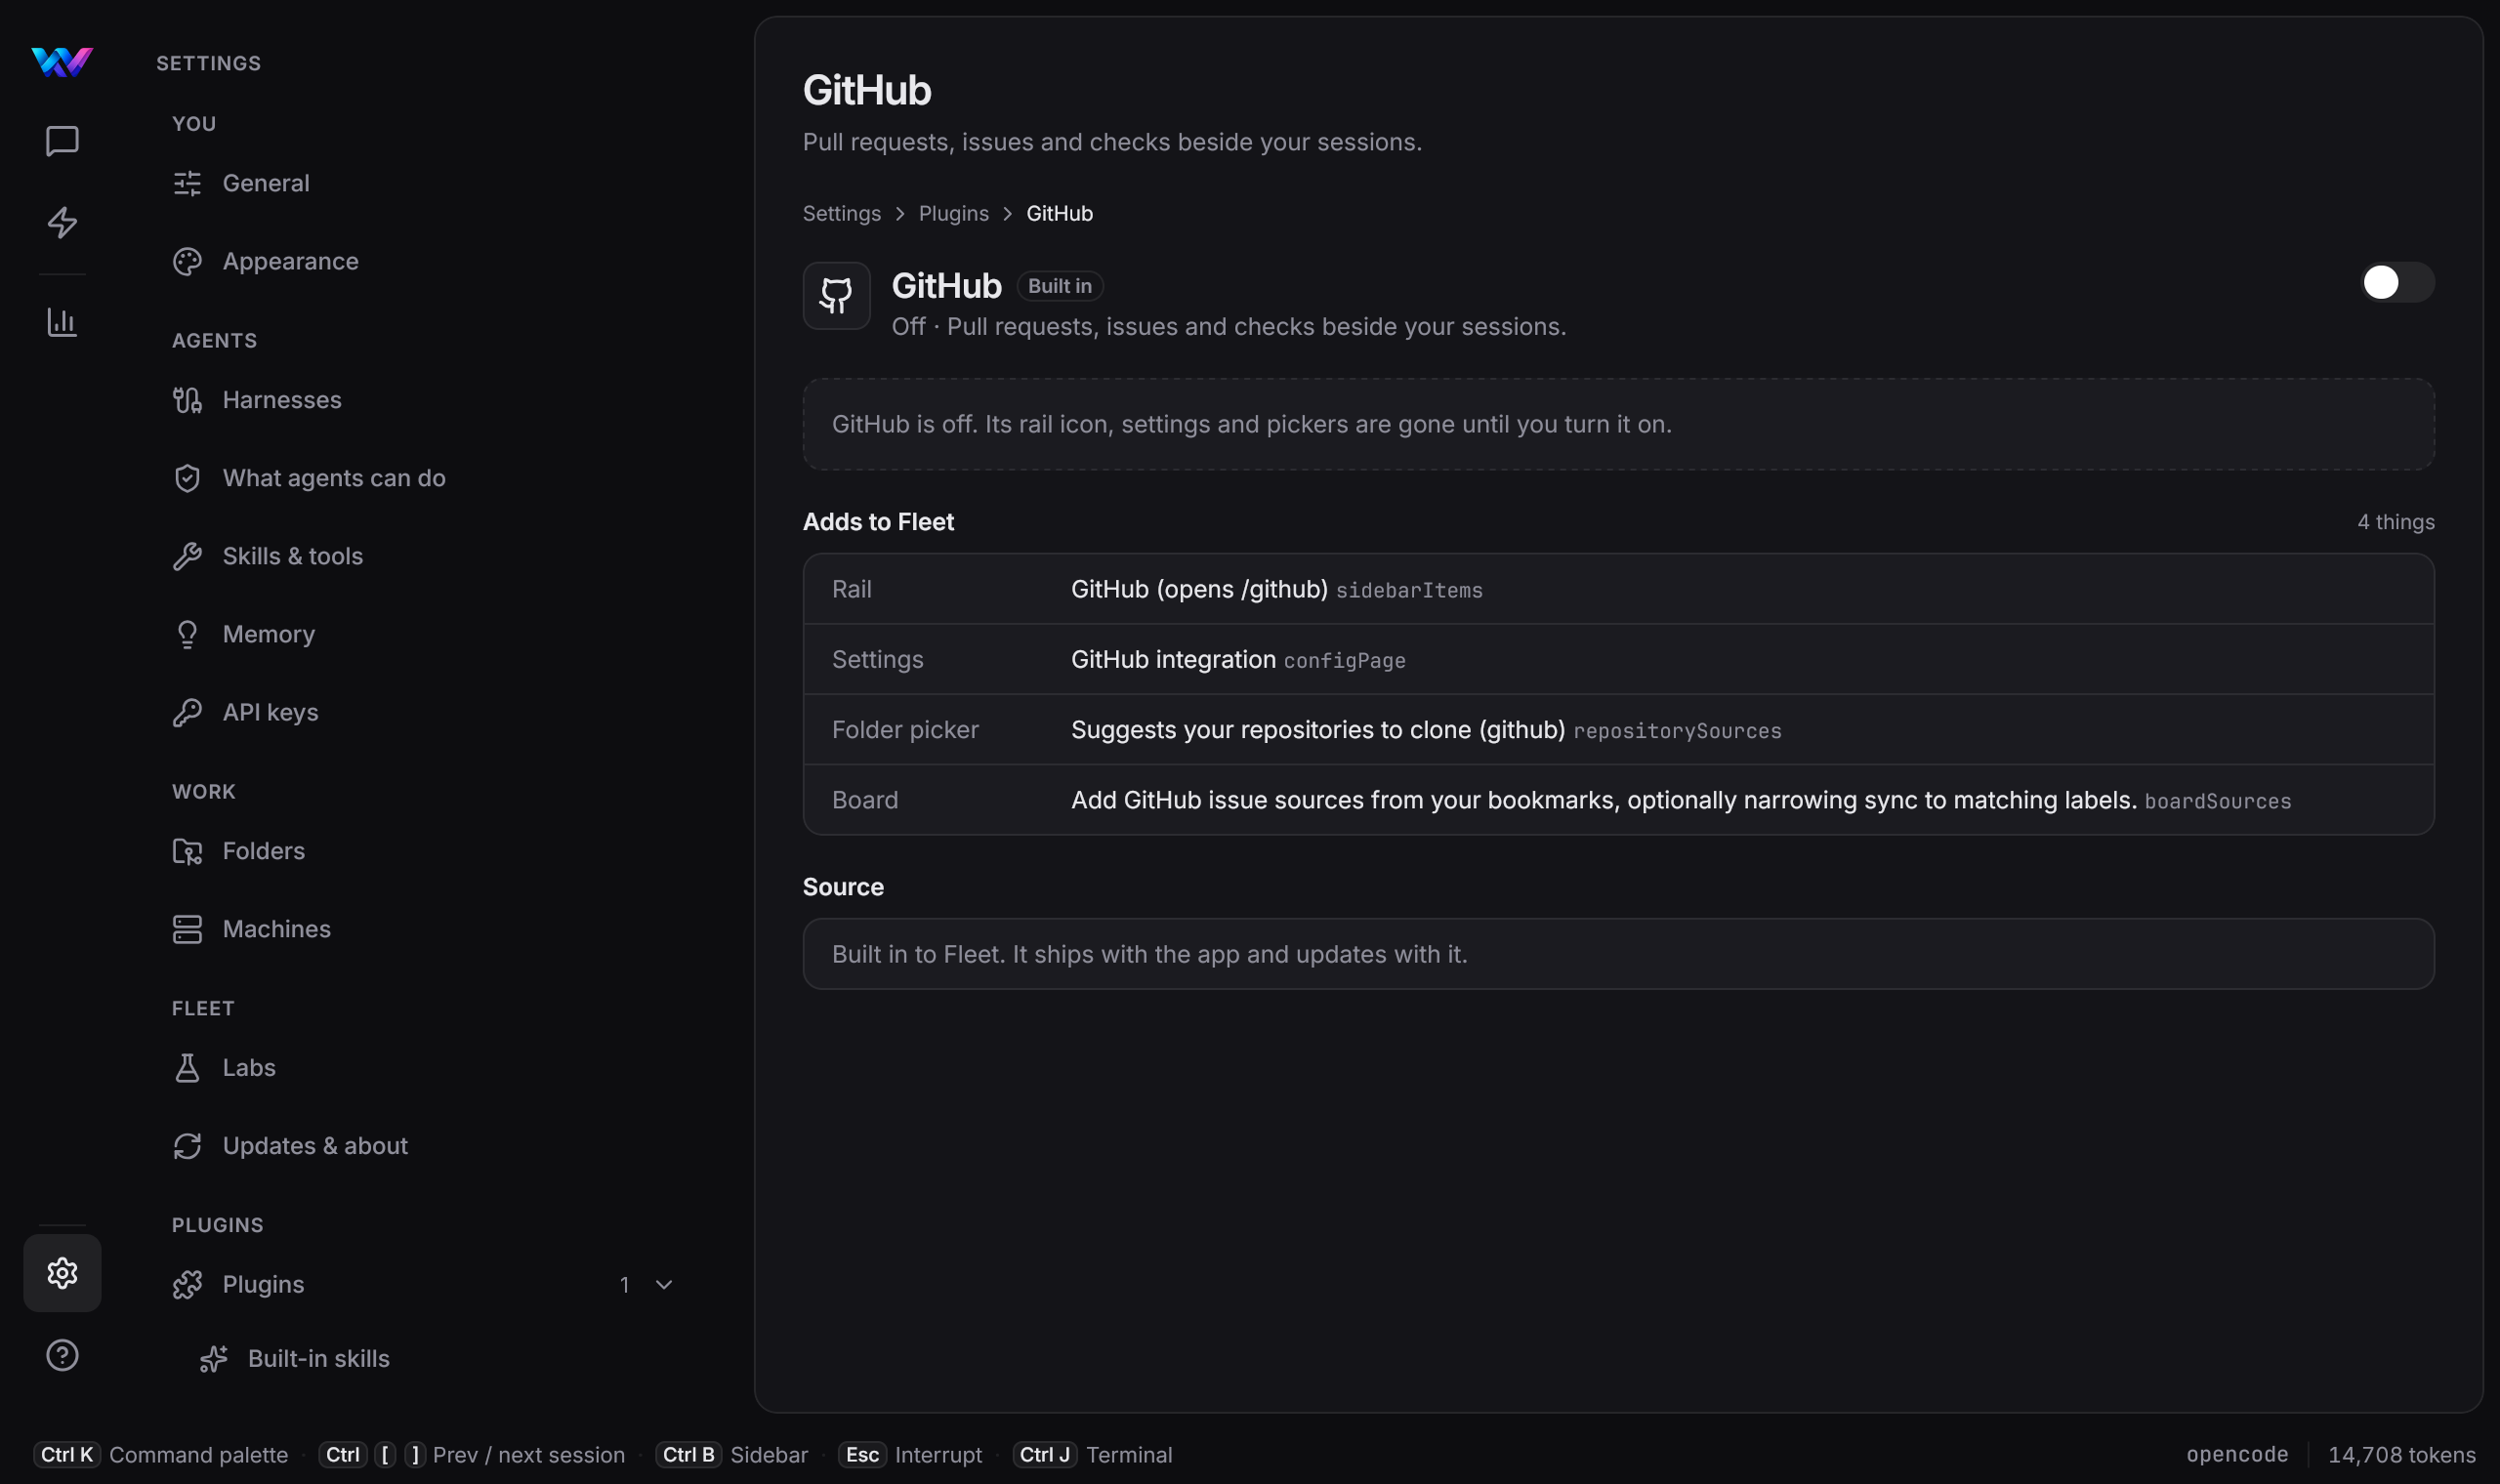 SETTINGS
YOU
General
Appearance
AGENTS
Harnesses
What agents can do
Skills & tools
Memory
API keys
WORK
Folders
Machines
FLEET
Labs
Updates & about
PLUGINS
Plugins 1
Built-in skills
GitHub
Pull requests, issues and checks beside your sessions.
Settings > Plugins > GitHub
GitHub Built in
Off · Pull requests, issues and checks beside your sessions.
GitHub is off. Its rail icon, settings and pickers are gone until you turn it on.
Adds to Fleet 4 things
Rail GitHub (opens /github) sidebarItems
Settings GitHub integration configPage
Folder picker Suggests your repositories to clone (github) repositorySources
Board Add GitHub issue sources from your bookmarks, optionally narrowing sync to matching labels. boardSources
Source
Built in to Fleet. It ships with the app and updates with it.
Ctrl K Command palette · Ctrl [ ] Prev / next session · Ctrl B Sidebar · Esc Interrupt · Ctrl J Terminal opencode 14,708 tokens